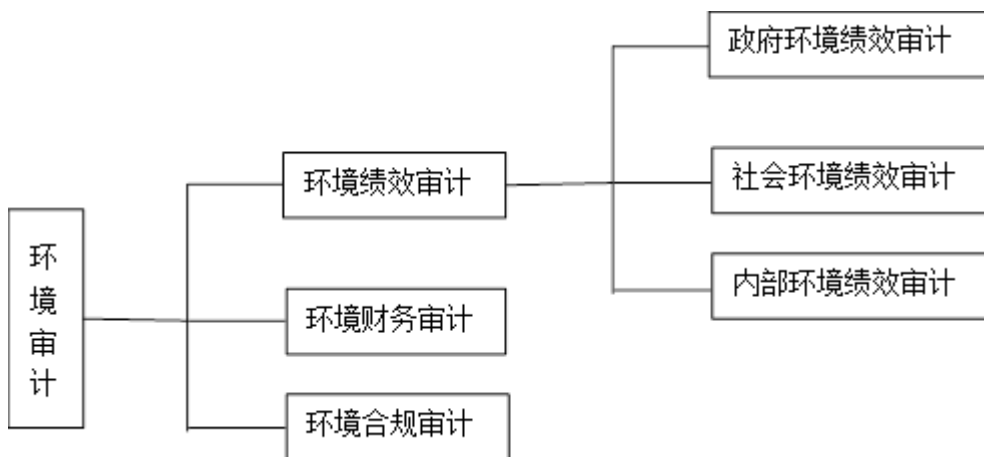 环境审计
环境绩效审计
环境财务审计
环境合规审计
政府环境绩效审计
社会环境绩效审计
内部环境绩效审计